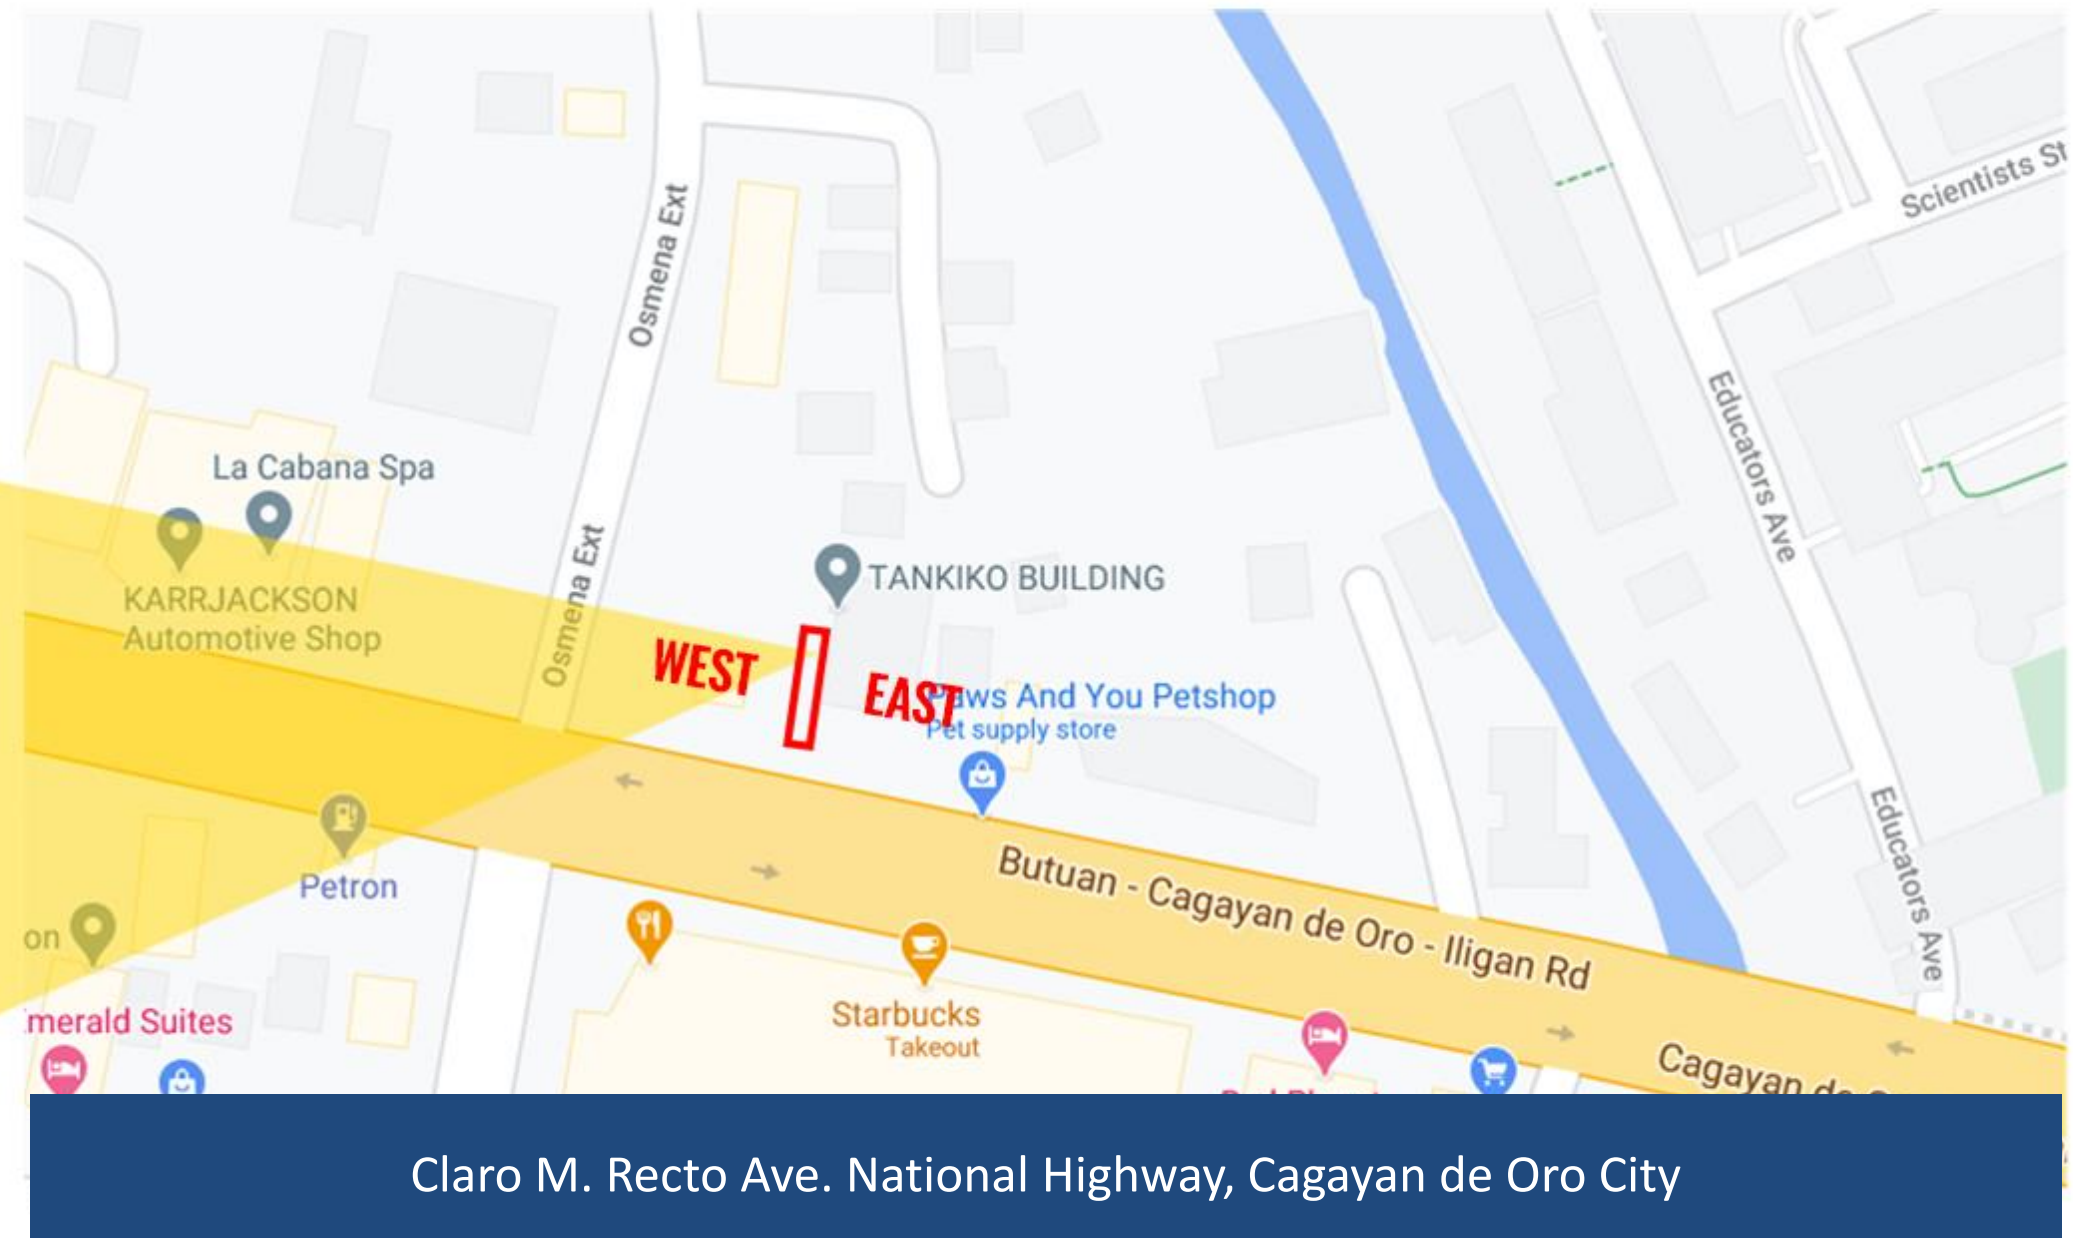 Osmena Ext
Scientists St
Educators Ave
La Cabana Spa
KARRJACKSON
Automotive Shop
Osmena Ext
TANKIKO BUILDING
WEST
EAST
Paws And You Petshop
Pet supply store
Petron
Educators Ave
Butuan - Cagayan de Oro - Iligan Rd
on
merald Suites
Starbucks
Takeout
Cagayan de
Claro M. Recto Ave. National Highway, Cagayan de Oro City